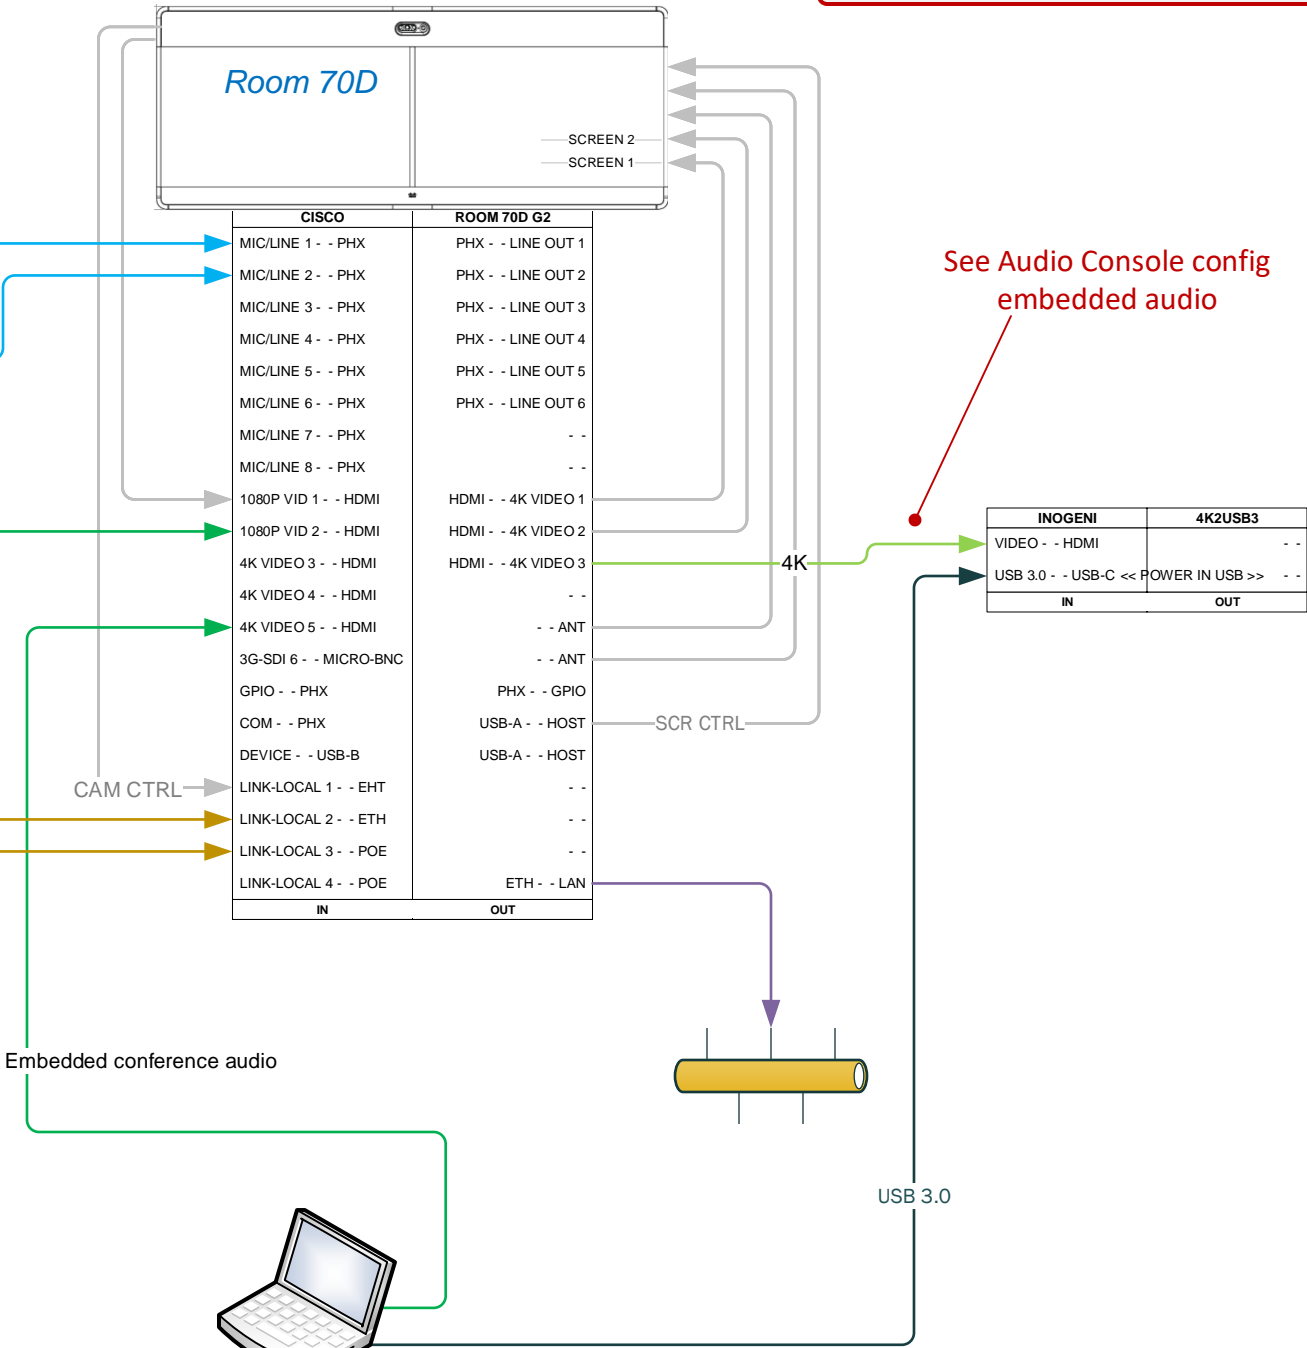 Room 70D
SCREEN 2
SCREEN 1
CISCO ROOM 70D G2
MIC/LINE 1 - - PHX PHX - - LINE OUT 1
MIC/LINE 2 - - PHX PHX - - LINE OUT 2
MIC/LINE 3 - - PHX PHX - - LINE OUT 3
MIC/LINE 4 - - PHX PHX - - LINE OUT 4
MIC/LINE 5 - - PHX PHX - - LINE OUT 5
MIC/LINE 6 - - PHX PHX - - LINE OUT 6
MIC/LINE 7 - - PHX - -
MIC/LINE 8 - - PHX - -
1080P VID 1 - - HDMI HDMI - - 4K VIDEO 1
1080P VID 2 - - HDMI HDMI - - 4K VIDEO 2
4K VIDEO 3 - - HDMI HDMI - - 4K VIDEO 3
4K VIDEO 4 - - HDMI - -
4K VIDEO 5 - - HDMI - - ANT
3G-SDI 6 - - MICRO-BNC - - ANT
GPIO - - PHX PHX - - GPIO
COM - - PHX USB-A - - HOST
DEVICE - - USB-B USB-A - - HOST
LINK-LOCAL 1 - - EHT - -
LINK-LOCAL 2 - - ETH - -
LINK-LOCAL 3 - - POE - -
LINK-LOCAL 4 - - POE ETH - - LAN
IN OUT
CAM CTRL
SCR CTRL
4K
See Audio Console config
embedded audio
INOGENI 4K2USB3
VIDEO - - HDMI - -
USB 3.0 - - USB-C << POWER IN USB >> - -
IN OUT
Embedded conference audio
USB 3.0